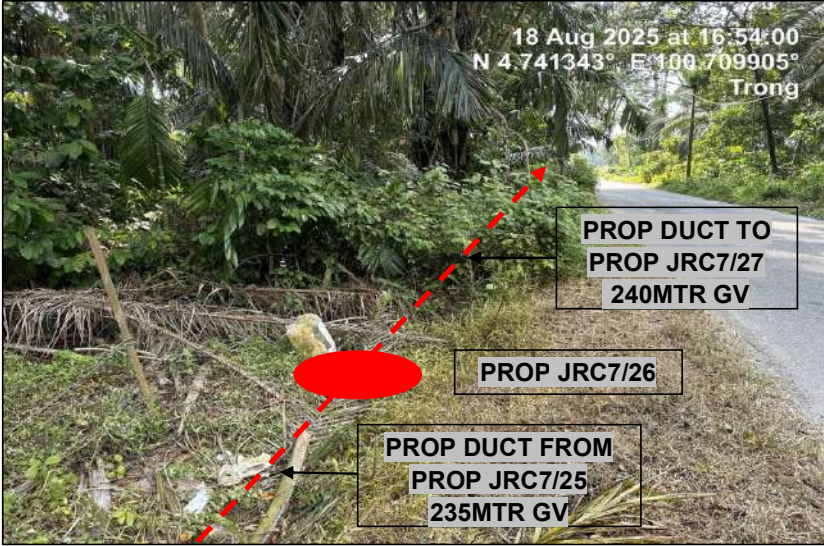 18 Aug 2025 at 16:54:00
N 4.741343°, E 100.709905°
Trong
PROP DUCT TO
PROP JRC7/27
240MTR GV
PROP JRC7/26
PROP DUCT FROM
PROP JRC7/25
235MTR GV